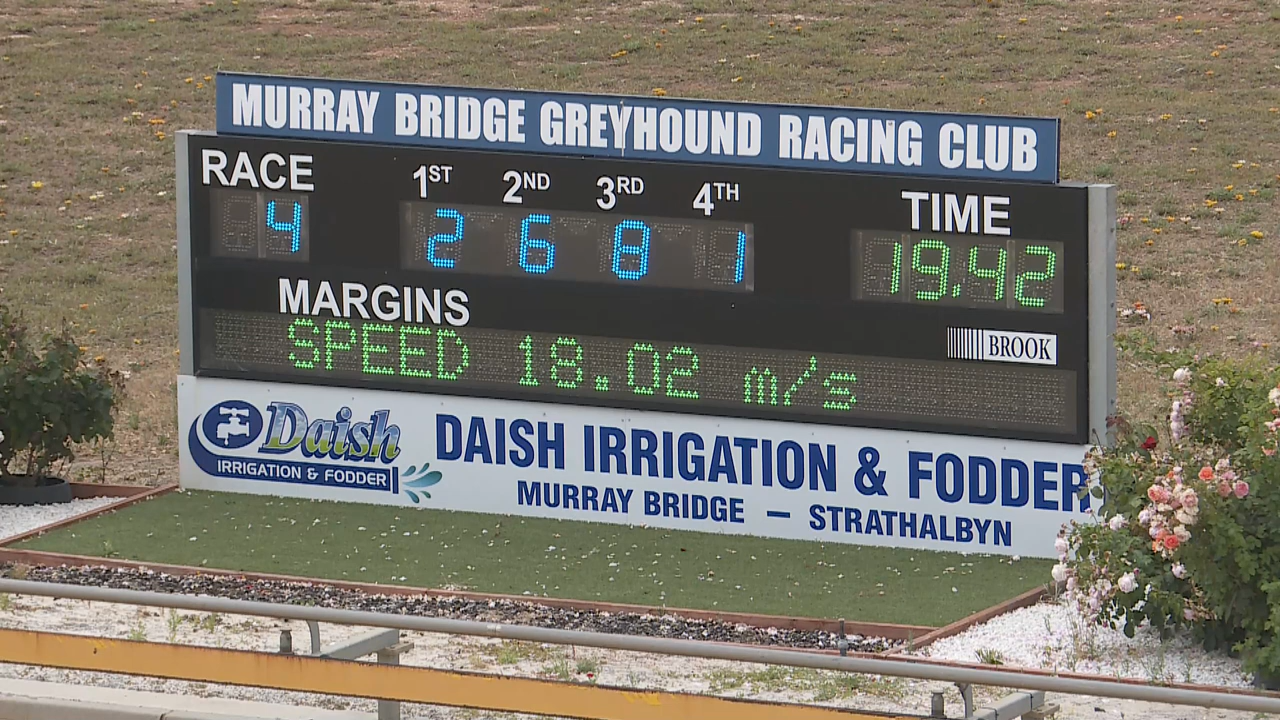 MURRAY BRIDGE GREYHOUND RACING CLUB
RACE 1ST 2ND 3RD 4TH TIME
4 2 6 8 1 19.42
MARGINS
BROOK
SPEED 18.02 m/s
Daish
IRRIGATION & FODDER
DAISH IRRIGATION & FODDER
MURRAY BRIDGE – STRATHALBYN